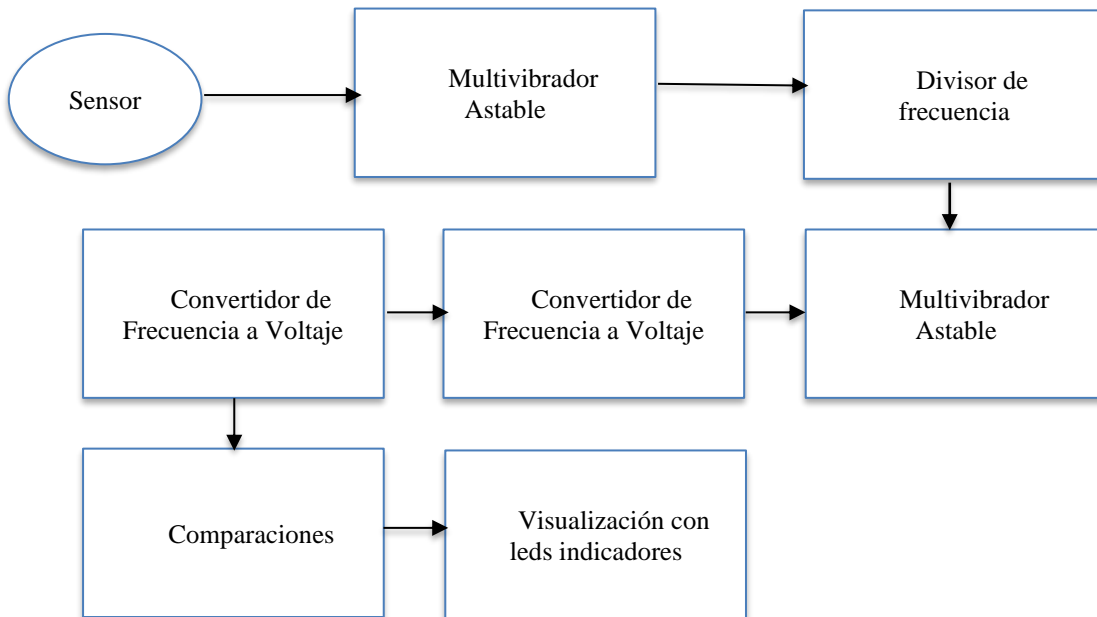 Sensor
Multivibrador
Astable
Divisor de
frecuencia
Convertidor de
Frecuencia a Voltaje
Convertidor de
Frecuencia a Voltaje
Multivibrador
Astable
Comparaciones
Visualización con
leds indicadores